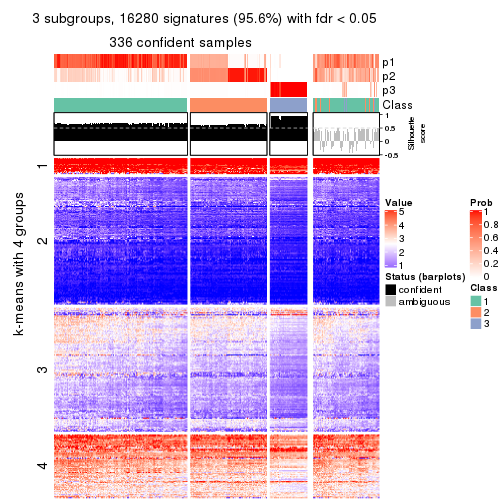 3 subgroups, 16280 signatures (95.6%) with fdr < 0.05
336 confident samples
p1
p2
p3
Class
1
0.5
0
-0.5
Silhouette
score
k-means with 4 groups
1
2
3
4
Value
5
4
3
2
1
Status (barplots)
confident
ambiguous
Prob
1
0.8
0.6
0.4
0.2
0
Class
1
2
3